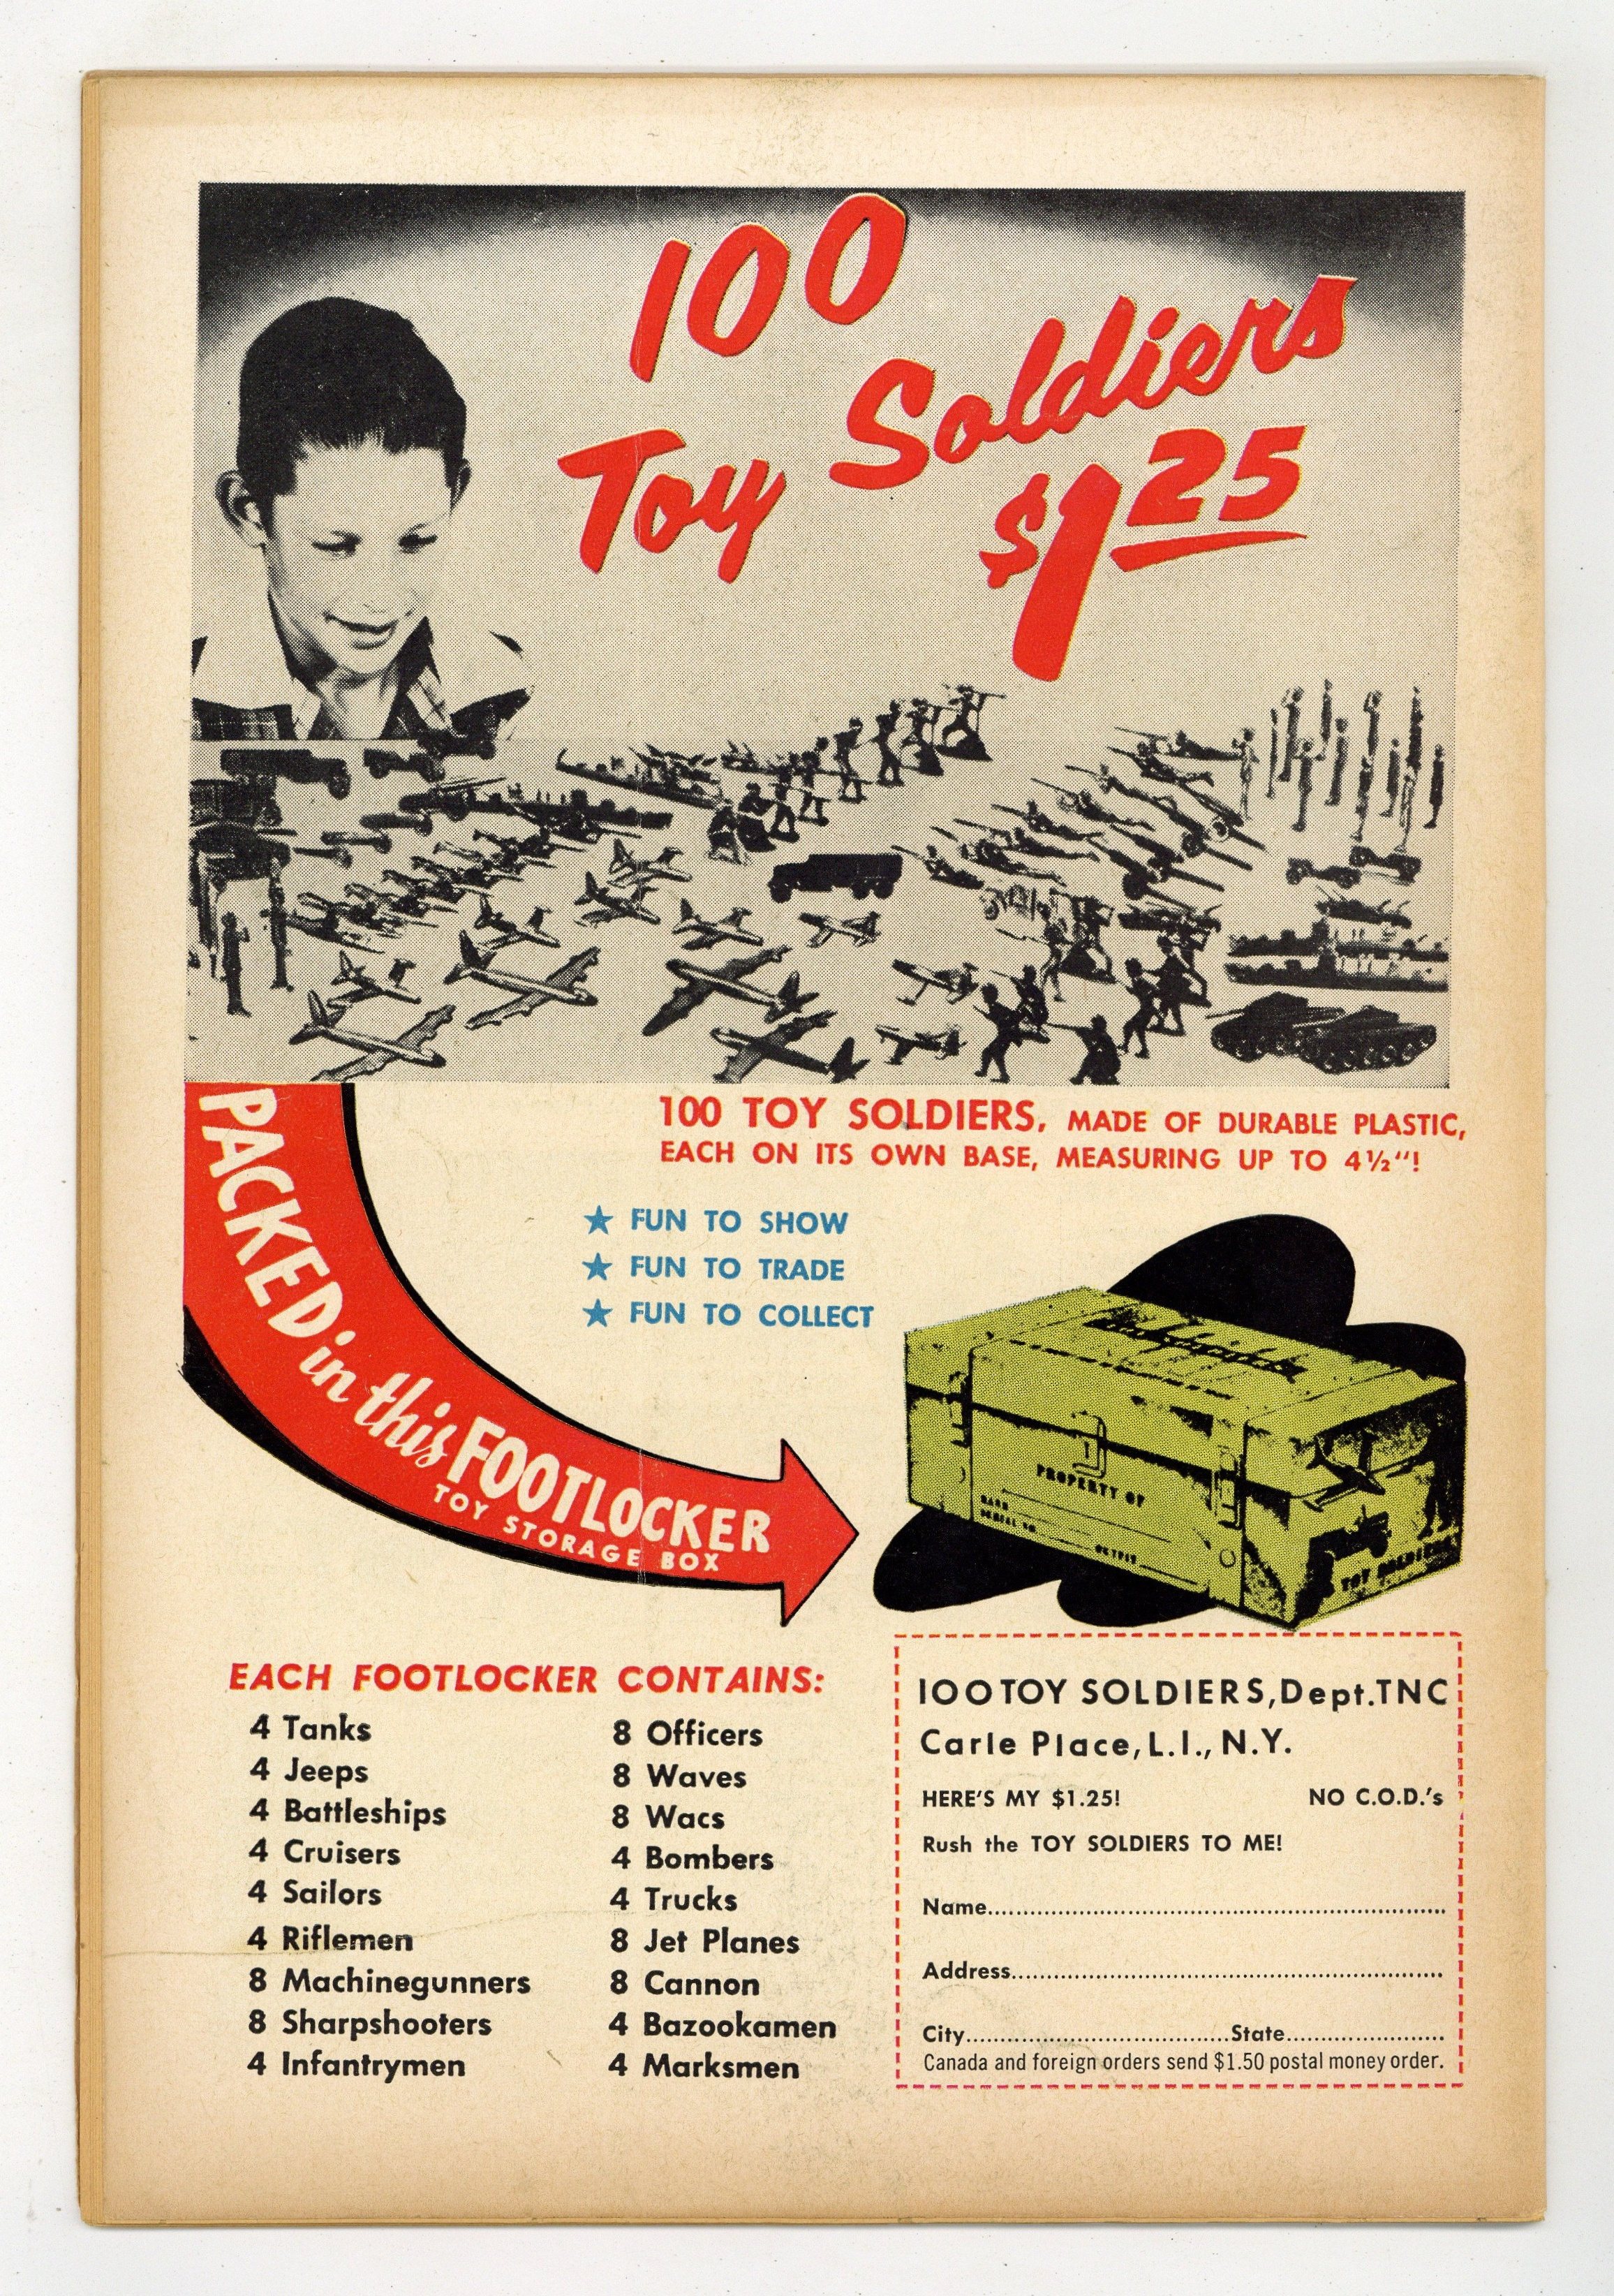 100
Toy Soldiers
$1 25
PACKED in this FOOTLOCKER
TOY STORAGE BOX
100 TOY SOLDIERS, MADE OF DURABLE PLASTIC,
EACH ON ITS OWN BASE, MEASURING UP TO 4½"!
★ FUN TO SHOW
★ FUN TO TRADE
★ FUN TO COLLECT
PROPERTY OF
NAME
SERIAL NO.
OUTFIT
TOY SOLDIERS
EACH FOOTLOCKER CONTAINS:
4 Tanks
4 Jeeps
4 Battleships
4 Cruisers
4 Sailors
4 Riflemen
8 Machinegunners
8 Sharpshooters
4 Infantrymen
8 Officers
8 Waves
8 Wacs
4 Bombers
4 Trucks
8 Jet Planes
8 Cannon
4 Bazookamen
4 Marksmen
100 TOY SOLDIERS, Dept. TNC
Carle Place, L.I., N.Y.
HERE'S MY $1.25! NO C.O.D.'s
Rush the TOY SOLDIERS TO ME!
Name
Address
City State
Canada and foreign orders send $1.50 postal money order.